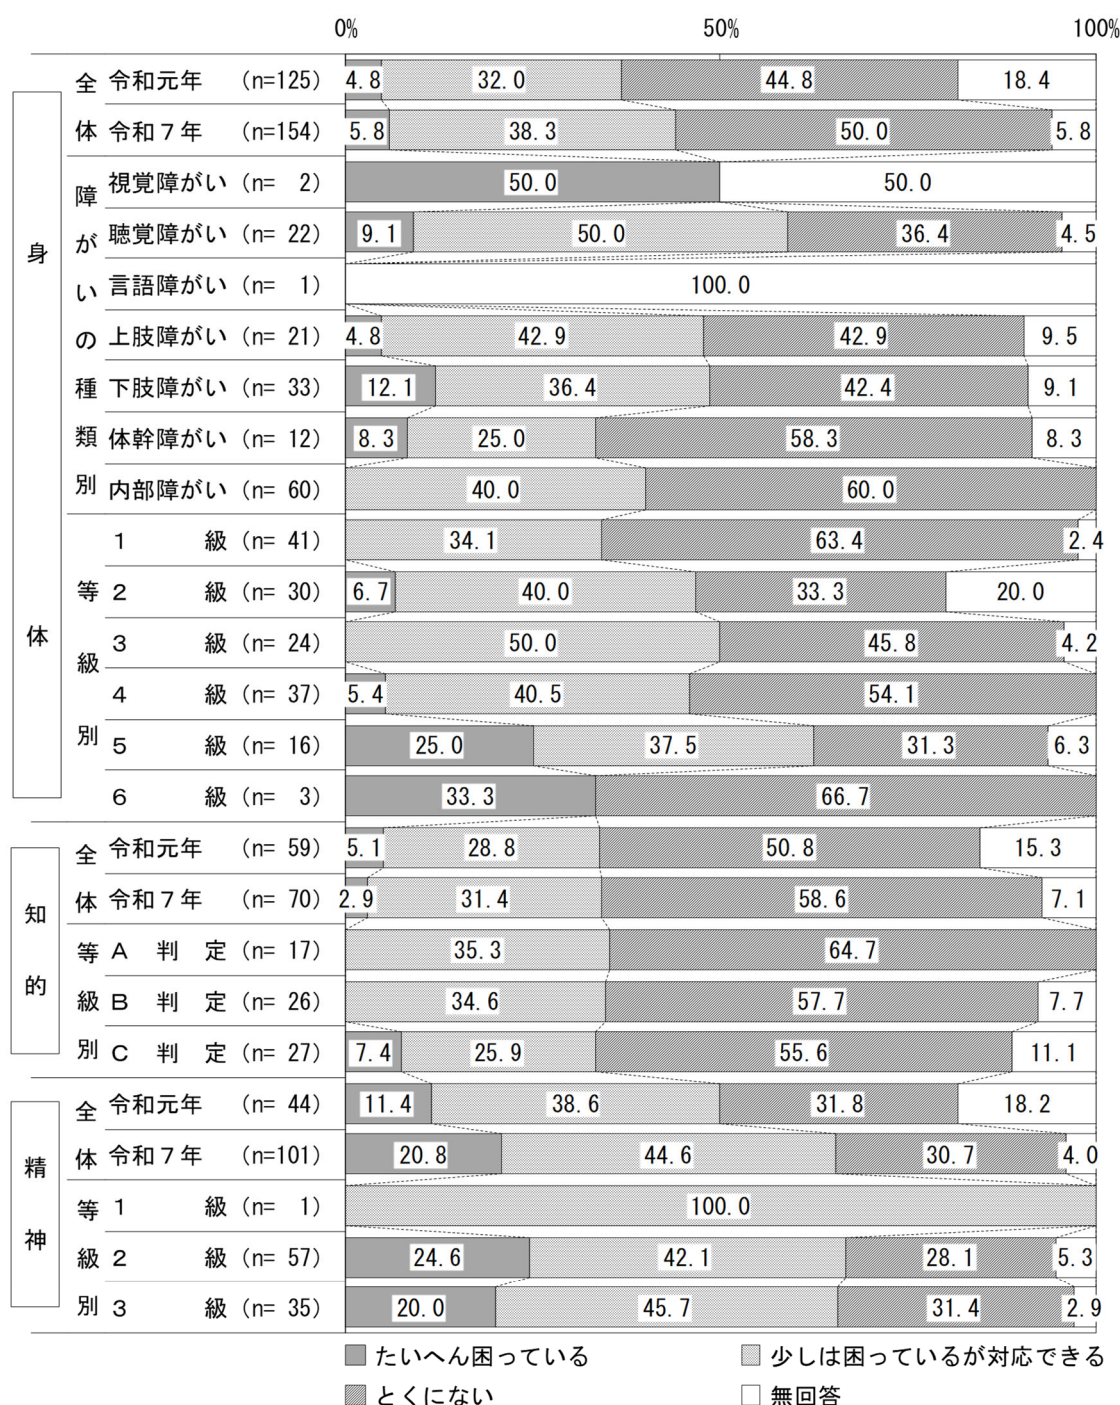 0% 50% 100%
身体
全体
令和元年 (n=125) 4.8 32.0 44.8 18.4
令和７年 (n=154) 5.8 38.3 50.0 5.8
障がいの種類別
視覚障がい (n= 2) 50.0 50.0
聴覚障がい (n= 22) 9.1 50.0 36.4 4.5
言語障がい (n= 1) 100.0
上肢障がい (n= 21) 4.8 42.9 42.9 9.5
下肢障がい (n= 33) 12.1 36.4 42.4 9.1
体幹障がい (n= 12) 8.3 25.0 58.3 8.3
内部障がい (n= 60) 40.0 60.0
等級別
１級 (n= 41) 34.1 63.4 2.4
２級 (n= 30) 6.7 40.0 33.3 20.0
３級 (n= 24) 50.0 45.8 4.2
４級 (n= 37) 5.4 40.5 54.1
５級 (n= 16) 25.0 37.5 31.3 6.3
６級 (n= 3) 33.3 66.7
知的
全体
令和元年 (n= 59) 5.1 28.8 50.8 15.3
令和７年 (n= 70) 2.9 31.4 58.6 7.1
等級別
Ａ判定 (n= 17) 35.3 64.7
Ｂ判定 (n= 26) 34.6 57.7 7.7
Ｃ判定 (n= 27) 7.4 25.9 55.6 11.1
精神
全体
令和元年 (n= 44) 11.4 38.6 31.8 18.2
令和７年 (n=101) 20.8 44.6 30.7 4.0
等級別
１級 (n= 1) 100.0
２級 (n= 57) 24.6 42.1 28.1 5.3
３級 (n= 35) 20.0 45.7 31.4 2.9
たいへん困っている 少しは困っているが対応できる
とくにない 無回答